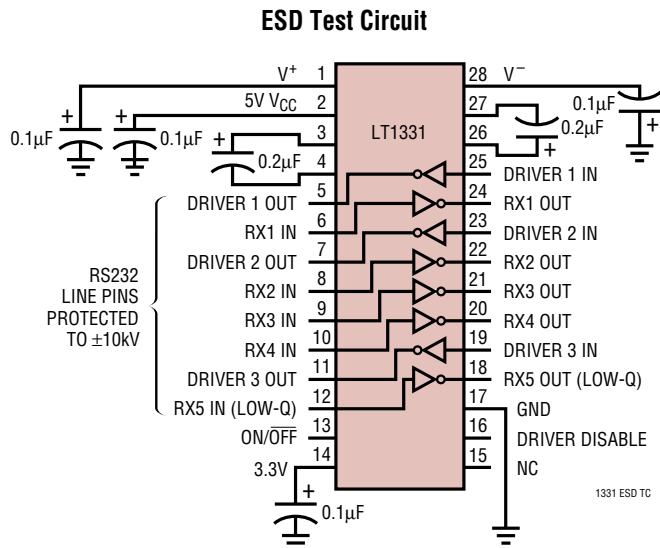 ESD Test Circuit
V+ 1
28 V−
5V VCC 2
27
0.1µF
+
0.1µF
+
0.1µF
+
3
4
+
0.2µF
LT1331
26
0.2µF
+
0.1µF
+
25 DRIVER 1 IN
DRIVER 1 OUT 5
24 RX1 OUT
RX1 IN 6
23 DRIVER 2 IN
DRIVER 2 OUT 7
22 RX2 OUT
RX2 IN 8
21 RX3 OUT
RX3 IN 9
20 RX4 OUT
RX4 IN 10
19 DRIVER 3 IN
DRIVER 3 OUT 11
18 RX5 OUT (LOW-Q)
RX5 IN (LOW-Q) 12
17 GND
ON/OFF 13
16 DRIVER DISABLE
3.3V 14
15 NC
RS232
LINE PINS
PROTECTED
TO ±10kV
1331 ESD TC